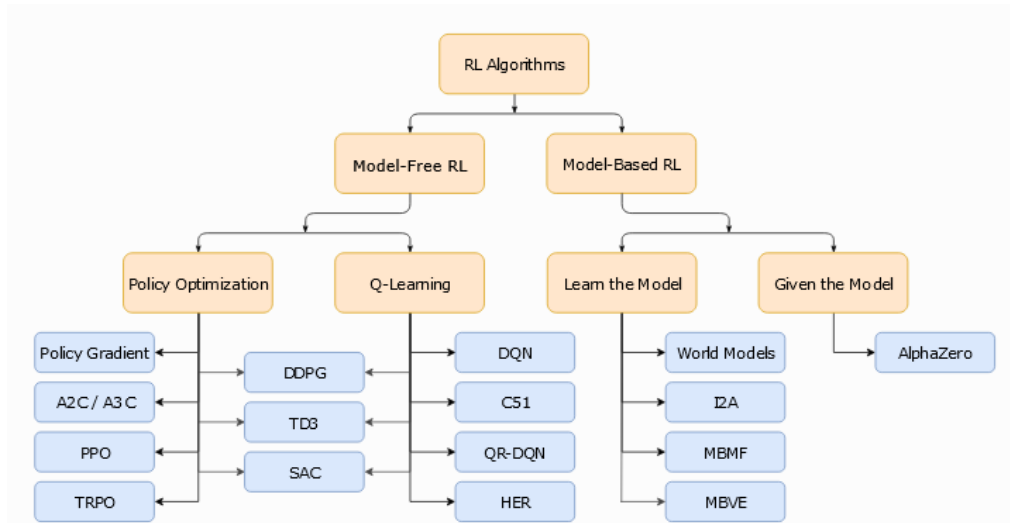 RL Algorithms
Model-Free RL
Model-Based RL
Policy Optimization
Q-Learning
Learn the Model
Given the Model
Policy Gradient
DDPG
DQN
World Models
AlphaZero
A2C / A3C
TD3
C51
I2A
PPO
SAC
QR-DQN
MBMF
TRPO
HER
MBVE